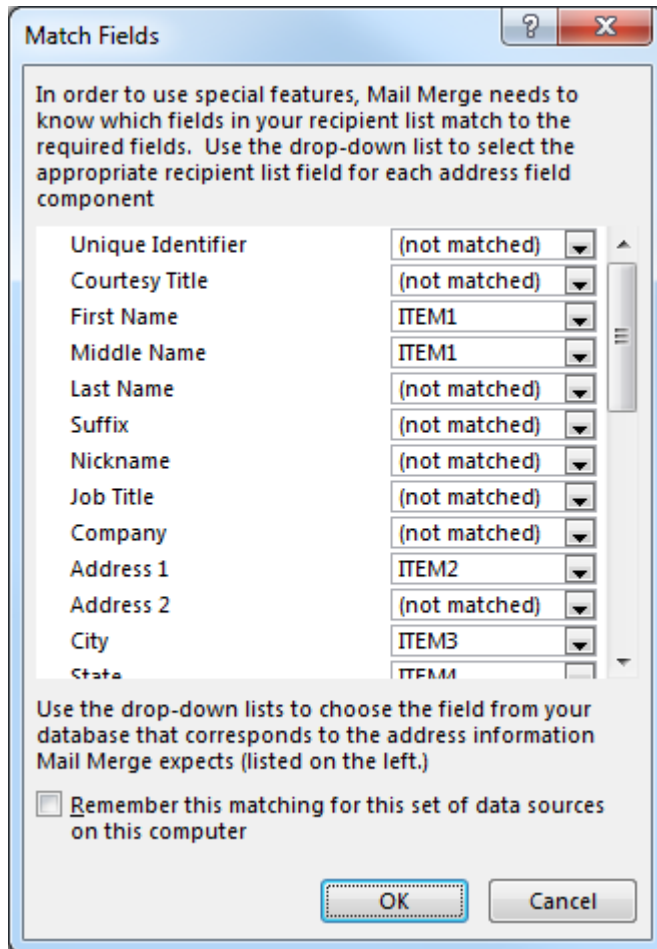 Match Fields
In order to use special features, Mail Merge needs to
know which fields in your recipient list match to the
required fields.  Use the drop-down list to select the
appropriate recipient list field for each address field
component
Unique Identifier (not matched)
Courtesy Title (not matched)
First Name ITEM1
Middle Name ITEM1
Last Name (not matched)
Suffix (not matched)
Nickname (not matched)
Job Title (not matched)
Company (not matched)
Address 1 ITEM2
Address 2 (not matched)
City ITEM3
State ITEM4
Use the drop-down lists to choose the field from your
database that corresponds to the address information
Mail Merge expects (listed on the left.)
Remember this matching for this set of data sources
on this computer
OK Cancel